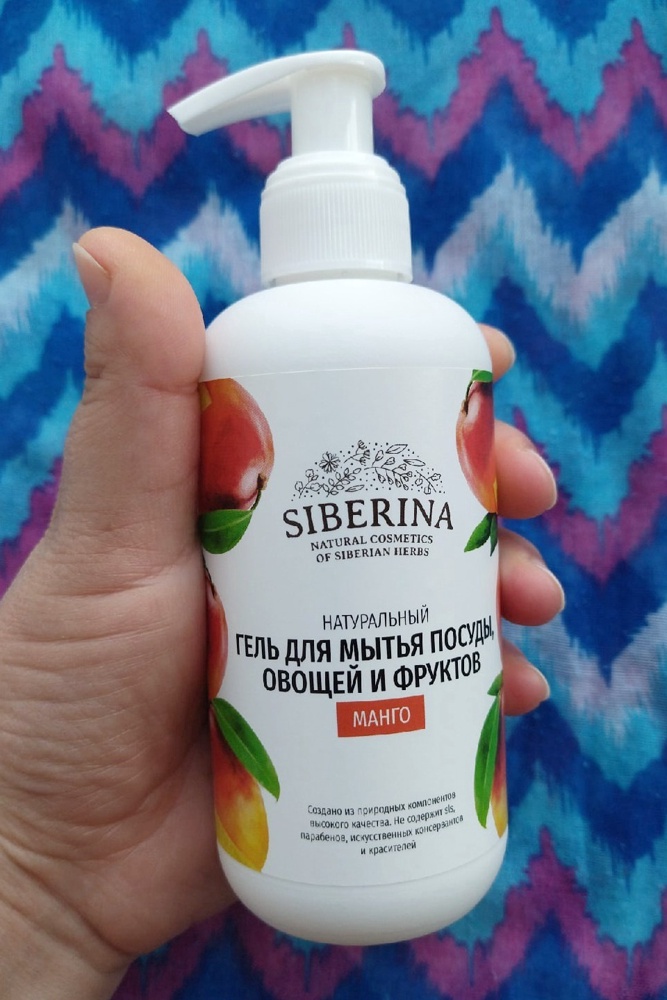 SIBERINA
NATURAL COSMETICS
OF SIBERIAN HERBS
НАТУРАЛЬНЫЙ
ГЕЛЬ ДЛЯ МЫТЬЯ ПОСУДЫ,
ОВОЩЕЙ И ФРУКТОВ
МАНГО
Создано из природных компонентов
высокого качества. Не содержит sls,
парабенов, искусственных консервантов
и красителей